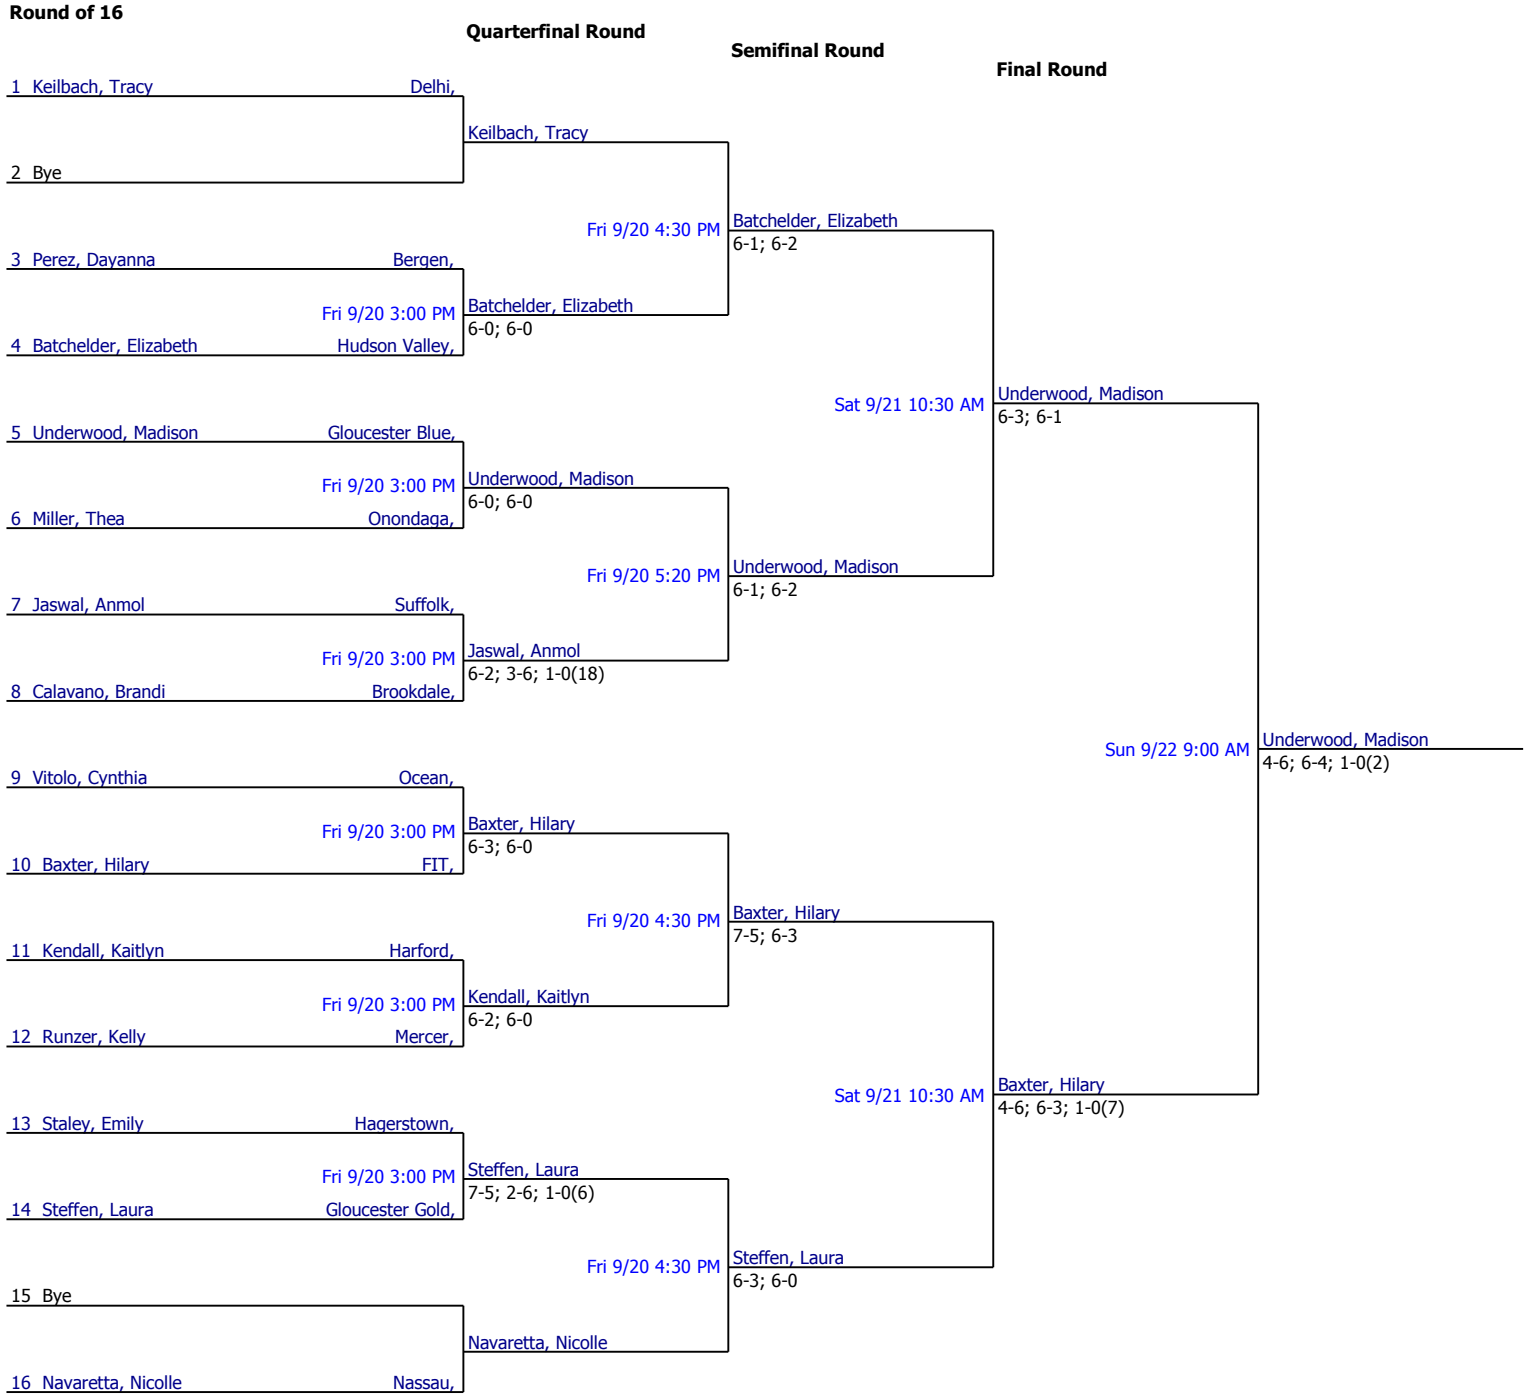 Round of 16
Quarterfinal Round
Semifinal Round
Final Round
1 Keilbach, Tracy Delhi,
Keilbach, Tracy
2 Bye
Fri 9/20 4:30 PM Batchelder, Elizabeth
6-1; 6-2
3 Perez, Dayanna Bergen,
Fri 9/20 3:00 PM Batchelder, Elizabeth
6-0; 6-0
4 Batchelder, Elizabeth Hudson Valley,
Sat 9/21 10:30 AM Underwood, Madison
6-3; 6-1
5 Underwood, Madison Gloucester Blue,
Fri 9/20 3:00 PM Underwood, Madison
6-0; 6-0
6 Miller, Thea Onondaga,
Fri 9/20 5:20 PM Underwood, Madison
6-1; 6-2
7 Jaswal, Anmol Suffolk,
Fri 9/20 3:00 PM Jaswal, Anmol
6-2; 3-6; 1-0(18)
8 Calavano, Brandi Brookdale,
Sun 9/22 9:00 AM Underwood, Madison
4-6; 6-4; 1-0(2)
9 Vitolo, Cynthia Ocean,
Fri 9/20 3:00 PM Baxter, Hilary
6-3; 6-0
10 Baxter, Hilary FIT,
Fri 9/20 4:30 PM Baxter, Hilary
7-5; 6-3
11 Kendall, Kaitlyn Harford,
Fri 9/20 3:00 PM Kendall, Kaitlyn
6-2; 6-0
12 Runzer, Kelly Mercer,
Sat 9/21 10:30 AM Baxter, Hilary
4-6; 6-3; 1-0(7)
13 Staley, Emily Hagerstown,
Fri 9/20 3:00 PM Steffen, Laura
7-5; 2-6; 1-0(6)
14 Steffen, Laura Gloucester Gold,
Fri 9/20 4:30 PM Steffen, Laura
6-3; 6-0
15 Bye
Navaretta, Nicolle
16 Navaretta, Nicolle Nassau,